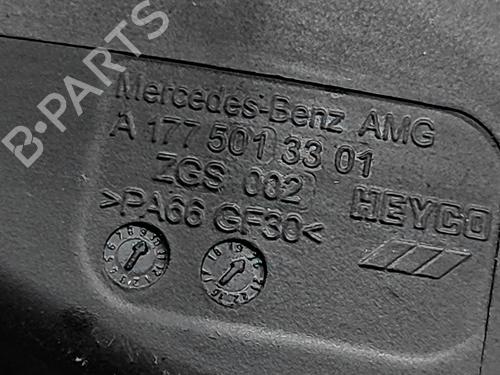 Mercedes-Benz AMG
A 177 501 33 01
ZGS 002
>PA66 GF30<
HEYCO
B-PARTS